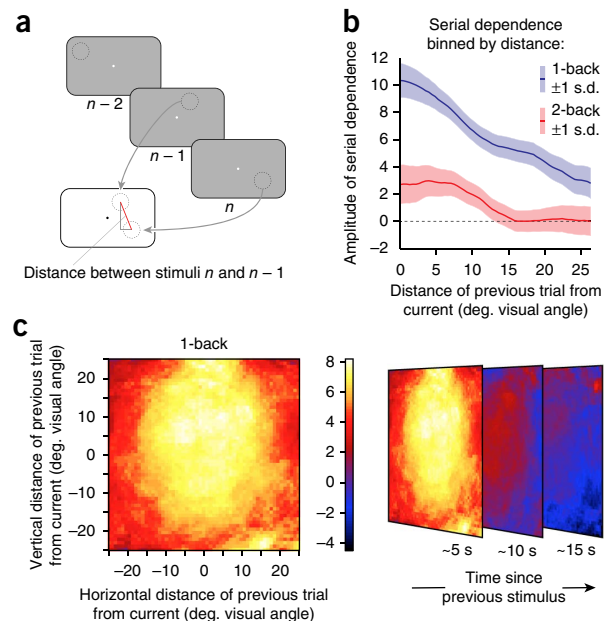 a
n – 2
n – 1
n
Distance between stimuli n and n – 1
b
Serial dependence
binned by distance:
1-back
±1 s.d.
2-back
±1 s.d.
Amplitude of serial dependence
12
10
8
6
4
2
0
–2
0 5 10 15 20 25
Distance of previous trial from
current (deg. visual angle)
c
1-back
Vertical distance of previous trial
from current (deg. visual angle)
20
10
0
–10
–20
–20 –10 0 10 20
Horizontal distance of previous trial
from current (deg. visual angle)
8
6
4
2
0
–2
–4
~5 s
~10 s
~15 s
Time since
previous stimulus